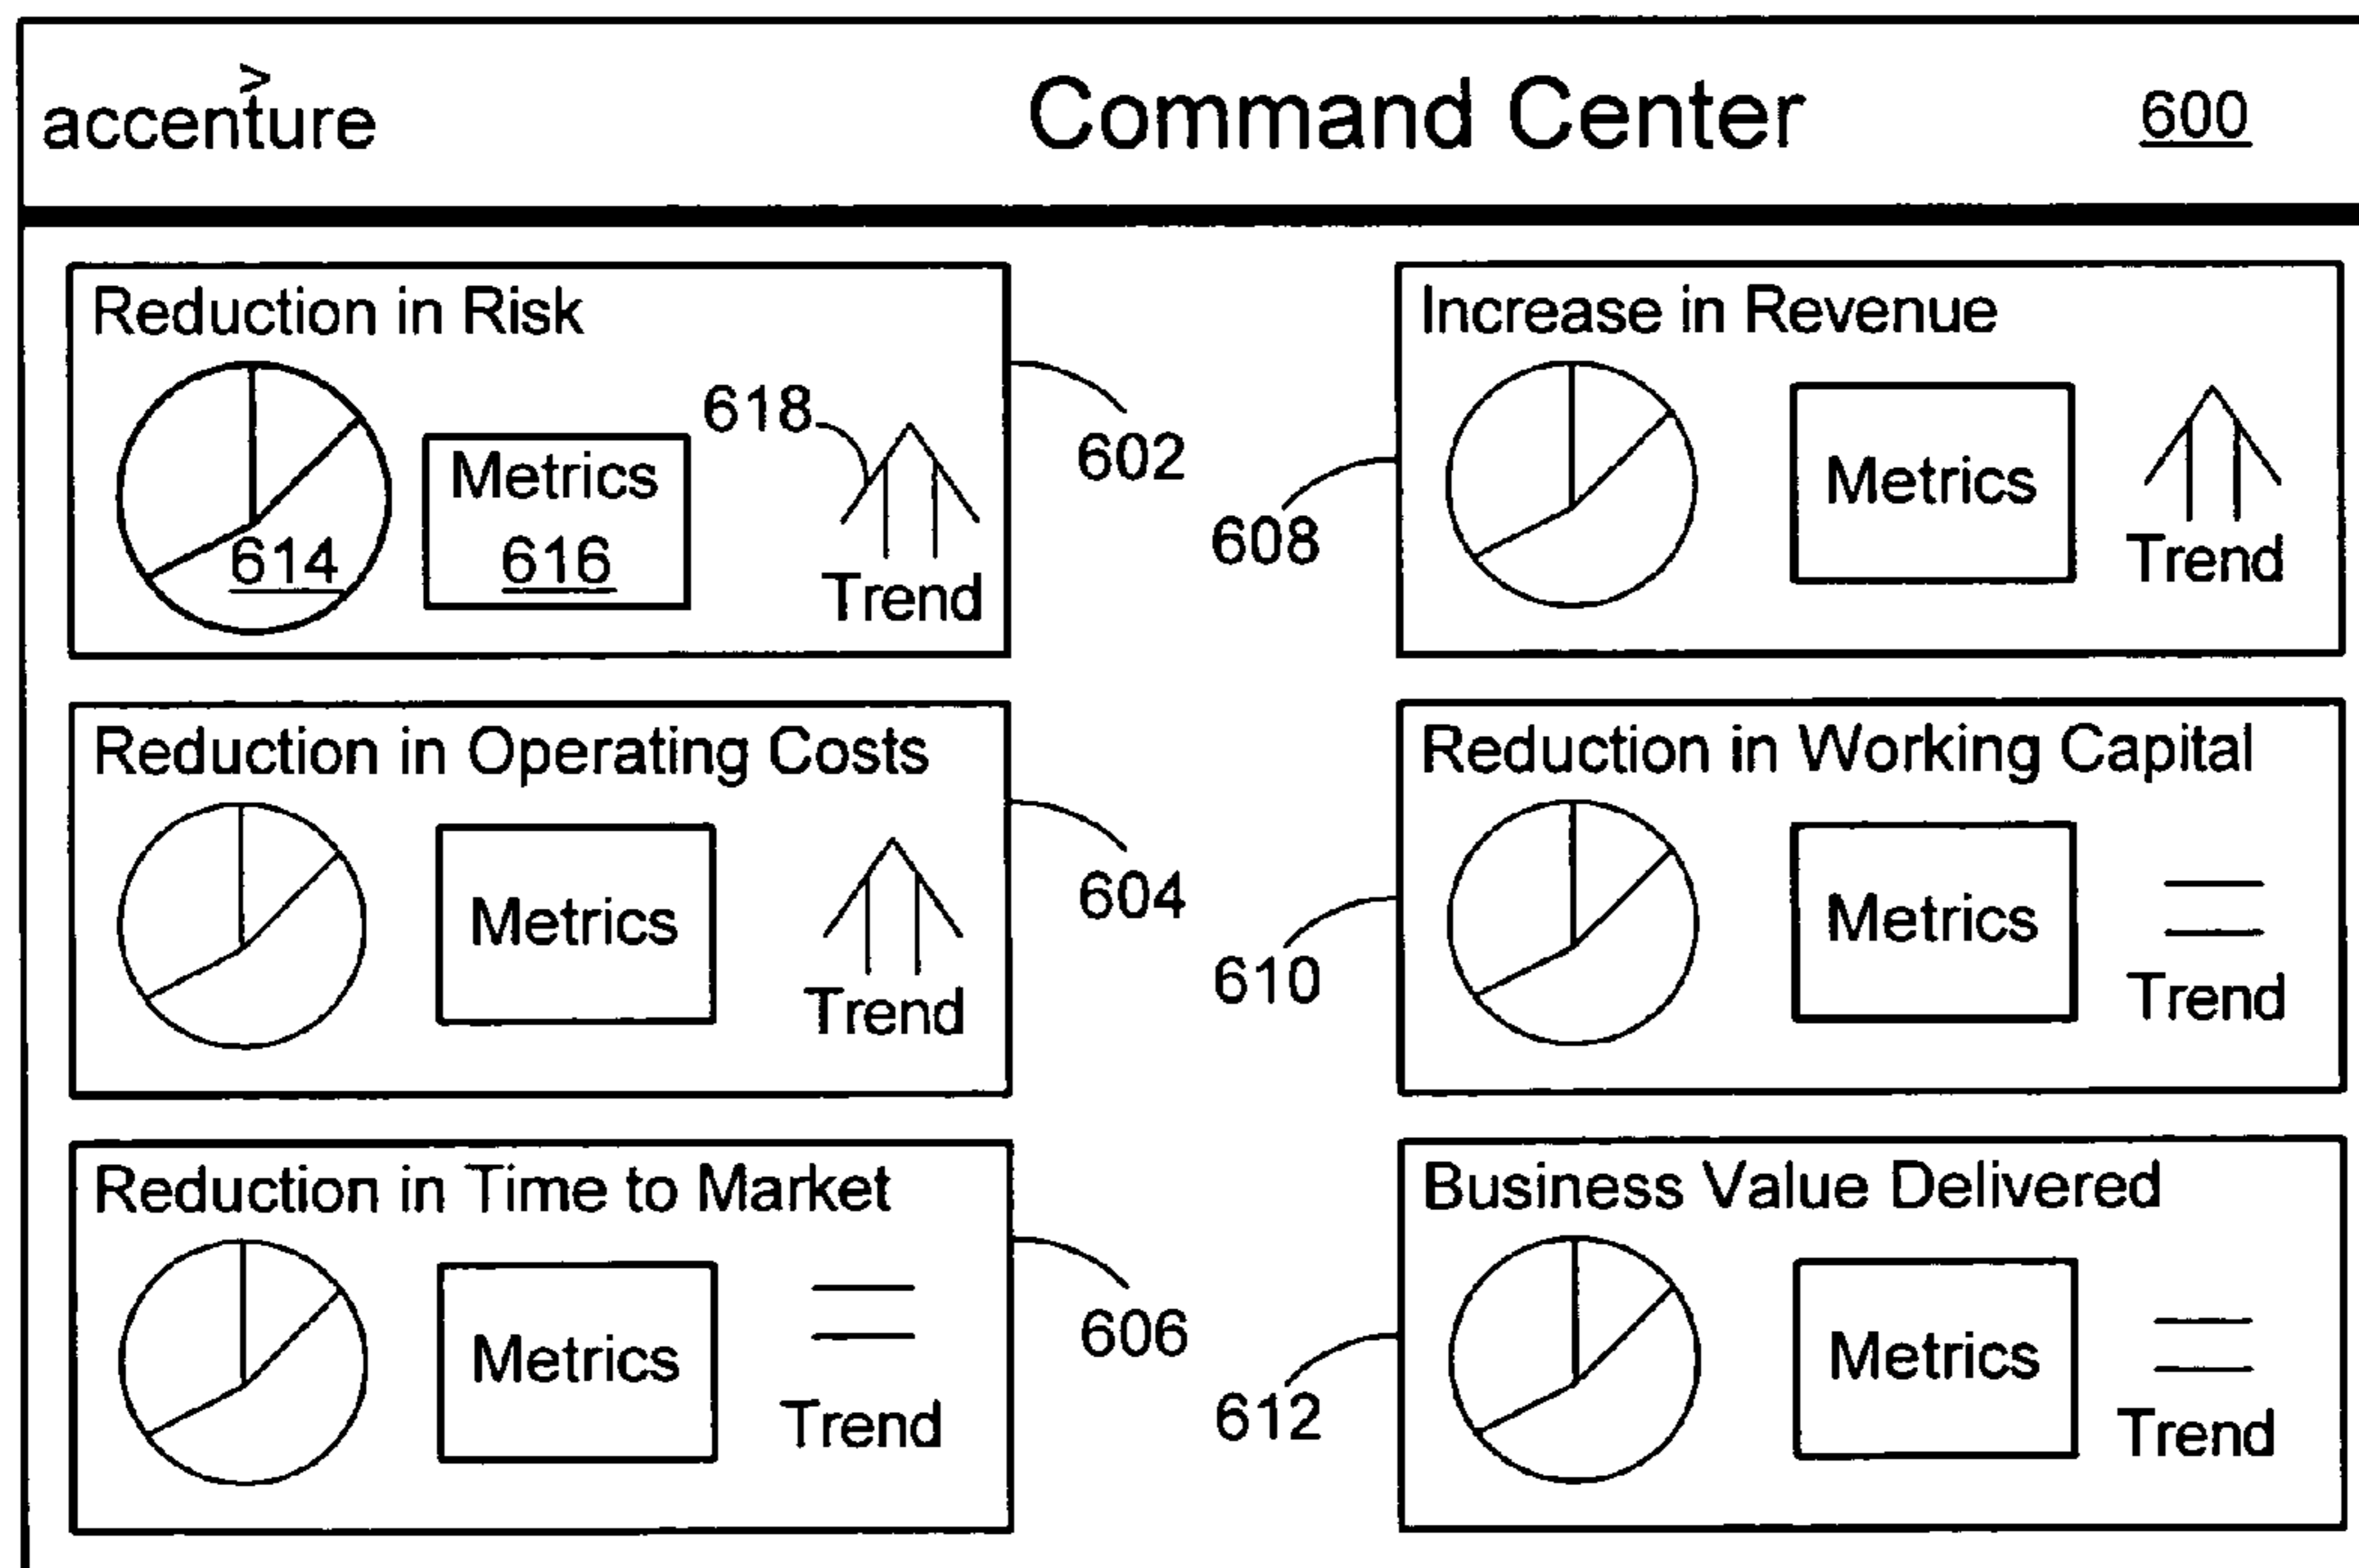 >
accenture
Command Center
600
Reduction in Risk
614
Metrics
616
618
Trend
602
Increase in Revenue
Metrics
Trend
608
Reduction in Operating Costs
Metrics
Trend
604
Reduction in Working Capital
Metrics
Trend
610
Reduction in Time to Market
Metrics
Trend
606
Business Value Delivered
Metrics
Trend
612